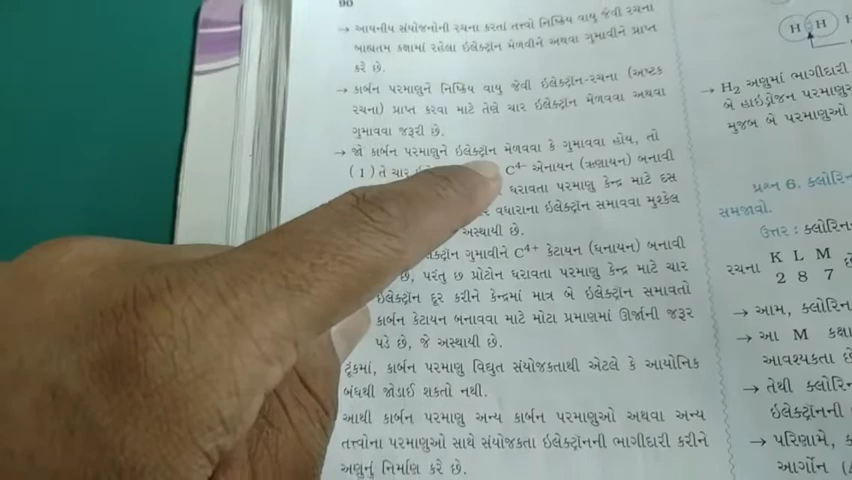 90
→ આયનીય સંયોજનોની રચના કરતાં તત્ત્વો નિષ્ક્રિય વાયુ જેવી રચના
બાહ્યતમ કક્ષામાં રહેલા ઇલેક્ટ્રૉન મેળવીને અથવા ગુમાવીને પ્રાપ્ત
કરે છે.
→ કાર્બન પરમાણુને નિષ્ક્રિય વાયુ જેવી ઇલેક્ટ્રૉન-રચના (અષ્ટક
રચના) પ્રાપ્ત કરવા માટે તેણે ચાર ઇલેક્ટ્રૉન મેળવવા અથવા
ગુમાવવા જરૂરી છે.
→ જો કાર્બન પરમાણુને ઇલેક્ટ્રૉન મેળવવા કે ગુમાવવા હોય, તો
(1) તે ચાર C⁴⁻ એનાયન (ઋણાયન) બનાવી
ધરાવતા પરમાણુ કેન્દ્ર માટે દસ
વધારાના ઇલેક્ટ્રૉન સમાવવા મુશ્કેલ
અસ્થાયી છે.
ગુમાવીને C⁴⁺ કેટાયન (ધનાયન) બનાવી
છે, પરંતુ છ પ્રોટોન ધરાવતા પરમાણુ કેન્દ્ર માટે ચાર
ઇલેક્ટ્રૉન દૂર કરીને કેન્દ્રમાં માત્ર બે ઇલેક્ટ્રૉન સમાવતો
કાર્બન કેટાયન બનાવવા માટે મોટા પ્રમાણમાં ઊર્જાની જરૂર
પડે છે, જે અસ્થાયી છે.
ટૂંકમાં, કાર્બન પરમાણુ વિદ્યુત સંયોજકતાથી એટલે કે આયોનિક
બંધથી જોડાઈ શકતો નથી.
આથી કાર્બન પરમાણુ અન્ય કાર્બન પરમાણુઓ અથવા અન્ય
તત્ત્વોના પરમાણુઓ સાથે સંયોજકતા ઇલેક્ટ્રૉનની ભાગીદારી કરીને
અણુનું નિર્માણ કરે છે.
H H
→ H₂ અણુમાં ભાગીદારી
બે હાઇડ્રોજન
મુજબ બે પરમાણુઓ
પ્રશ્ન 6. ક્લોરિન
સમજાવો.
ઉત્તર : ક્લોરિન
K L M
રચના 2 8 7
→ આમ, ક્લોરિન
→ આ M કક્ષા
આવશ્યકતા છે
→ તેથી ક્લોરિન
ઇલેક્ટ્રૉનની
→ પરિણામે,
આર્ગોન